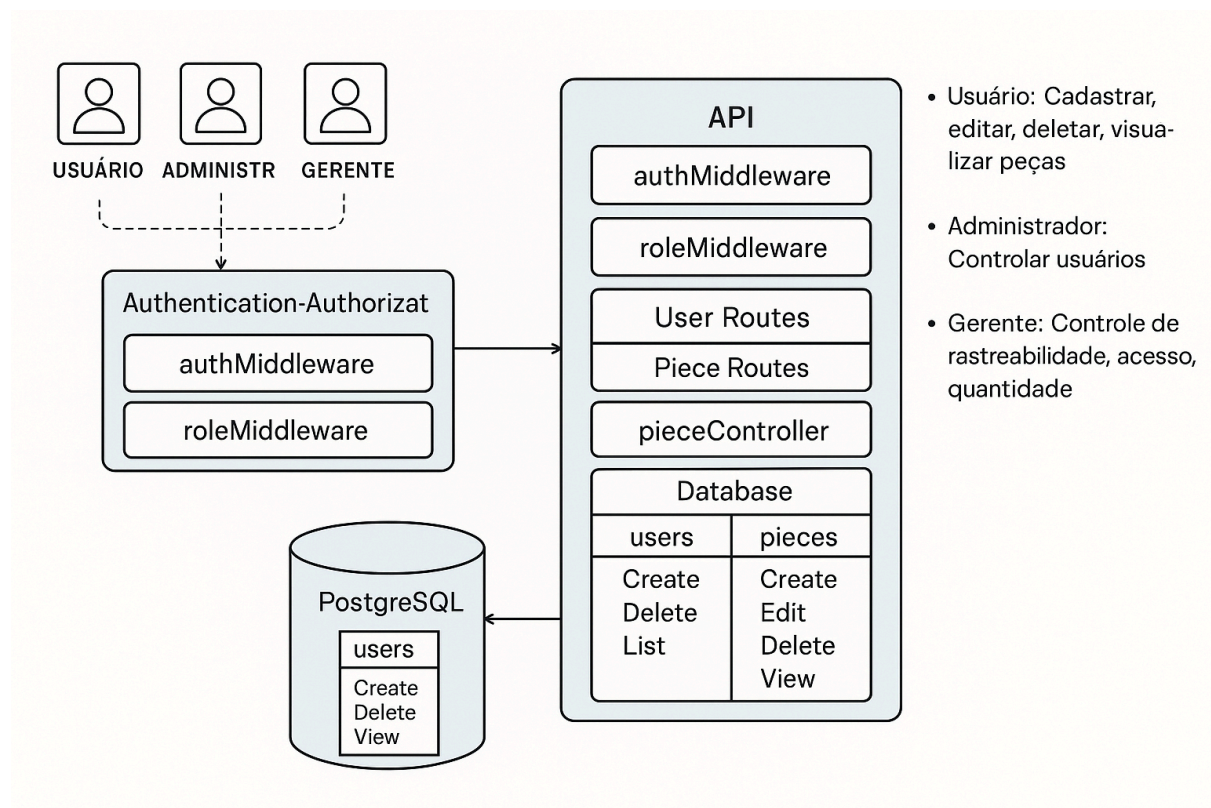 USUÁRIO ADMINISTR GERENTE
Authentication-Authorizat
authMiddleware
roleMiddleware
PostgreSQL
users
Create
Delete
View
API
authMiddleware
roleMiddleware
User Routes
Piece Routes
pieceController
Database
users pieces
Create Create
Delete Edit
List Delete
View
• Usuário: Cadastrar,
editar, deletar, visua-
lizar peças
• Administrador:
Controlar usuários
• Gerente: Controle de
rastreabilidade, acesso,
quantidade